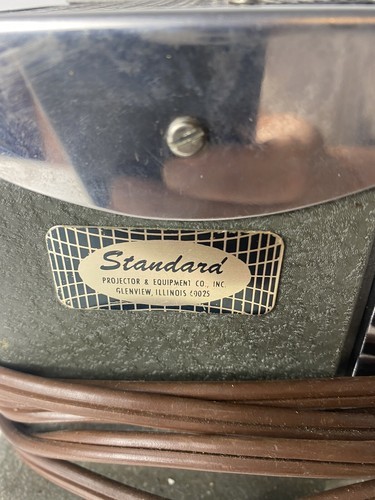 Standard
PROJECTOR & EQUIPMENT CO., INC.
GLENVIEW, ILLINOIS 60025